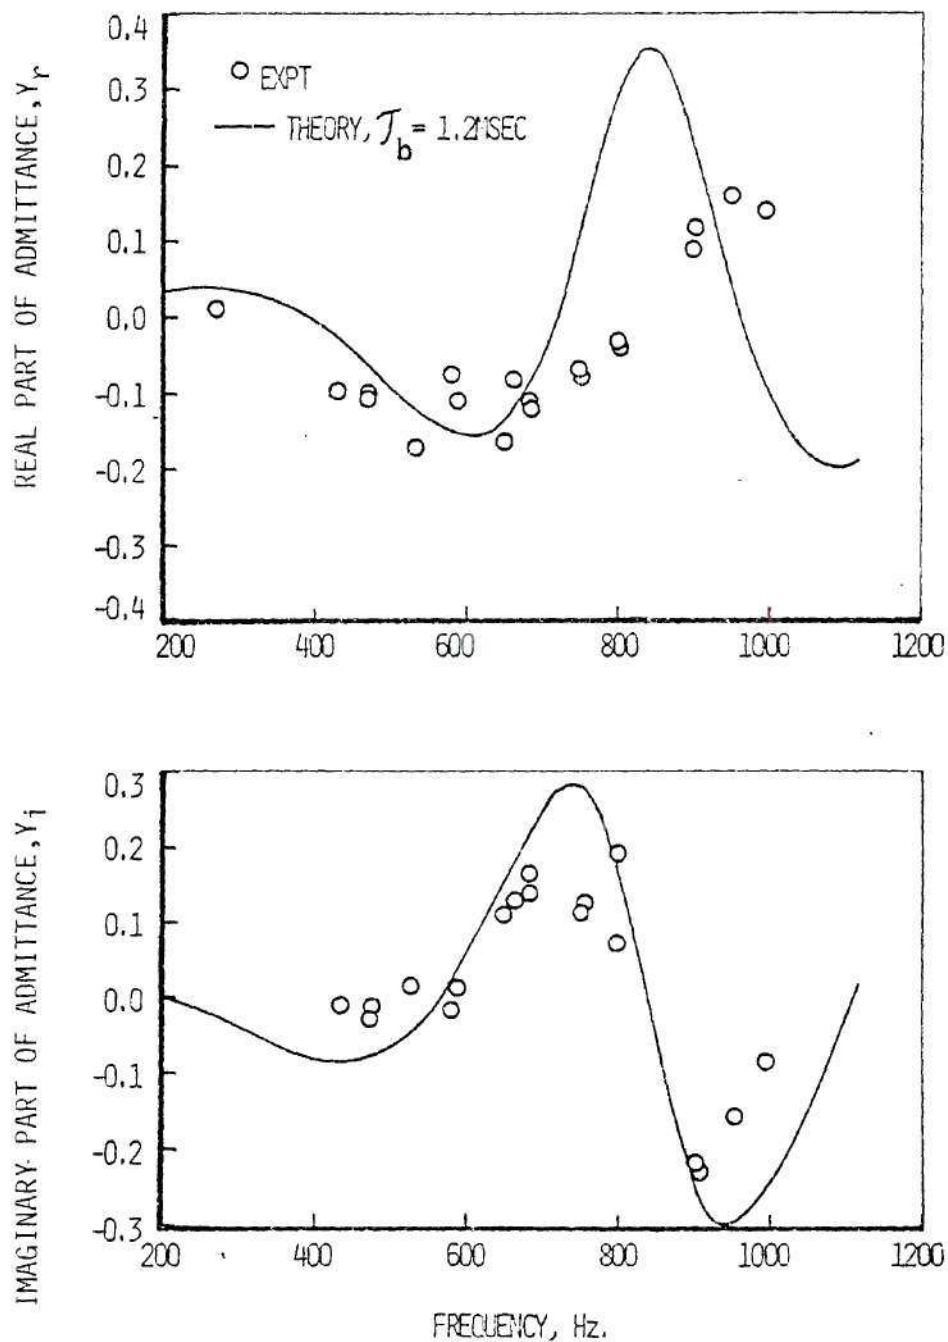 REAL PART OF ADMITTANCE, Yr
0.4
0.3
0.2
0.1
0.0
-0.1
-0.2
-0.3
-0.4
EXPT
THEORY, 𝒯b = 1.2MSEC
200 400 600 800 1000 1200
IMAGINARY PART OF ADMITTANCE, Yi
0.3
0.2
0.1
0.0
-0.1
-0.2
-0.3
200 400 600 800 1000 1200
FREQUENCY, Hz.